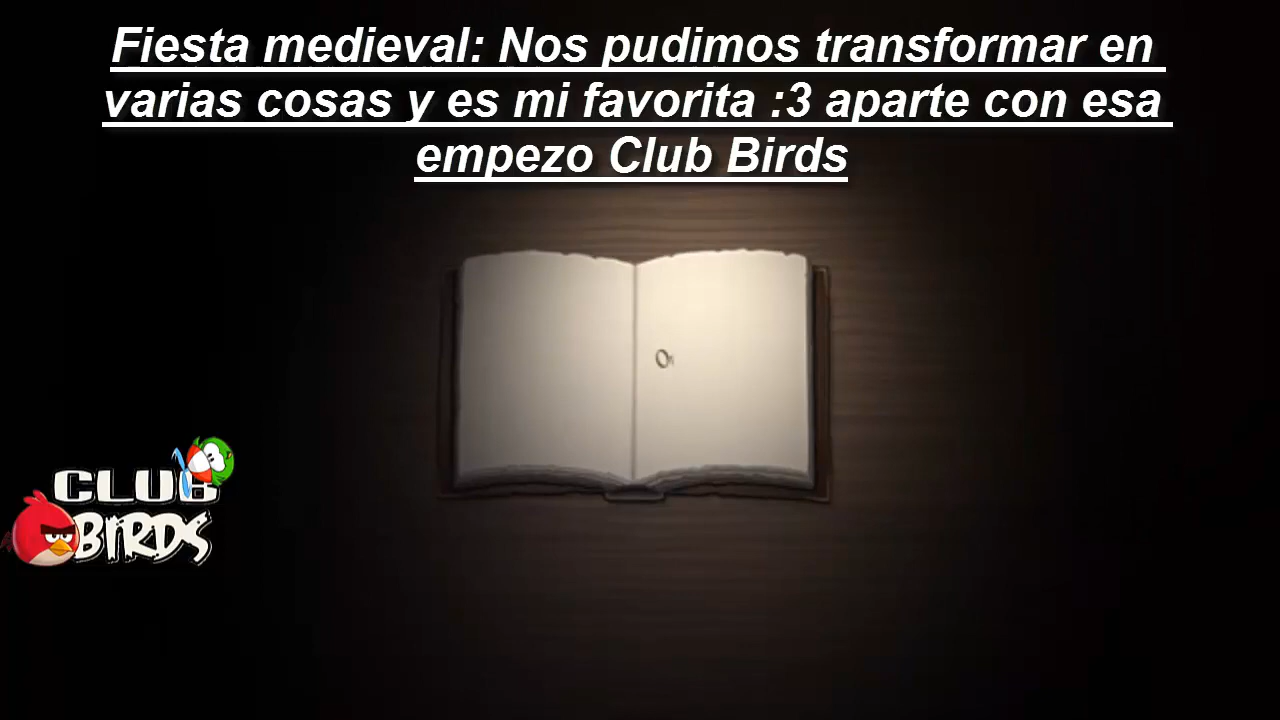 Fiesta medieval: Nos pudimos transformar en
varias cosas y es mi favorita :3 aparte con esa
empezo Club Birds
CLUB
BIRDS